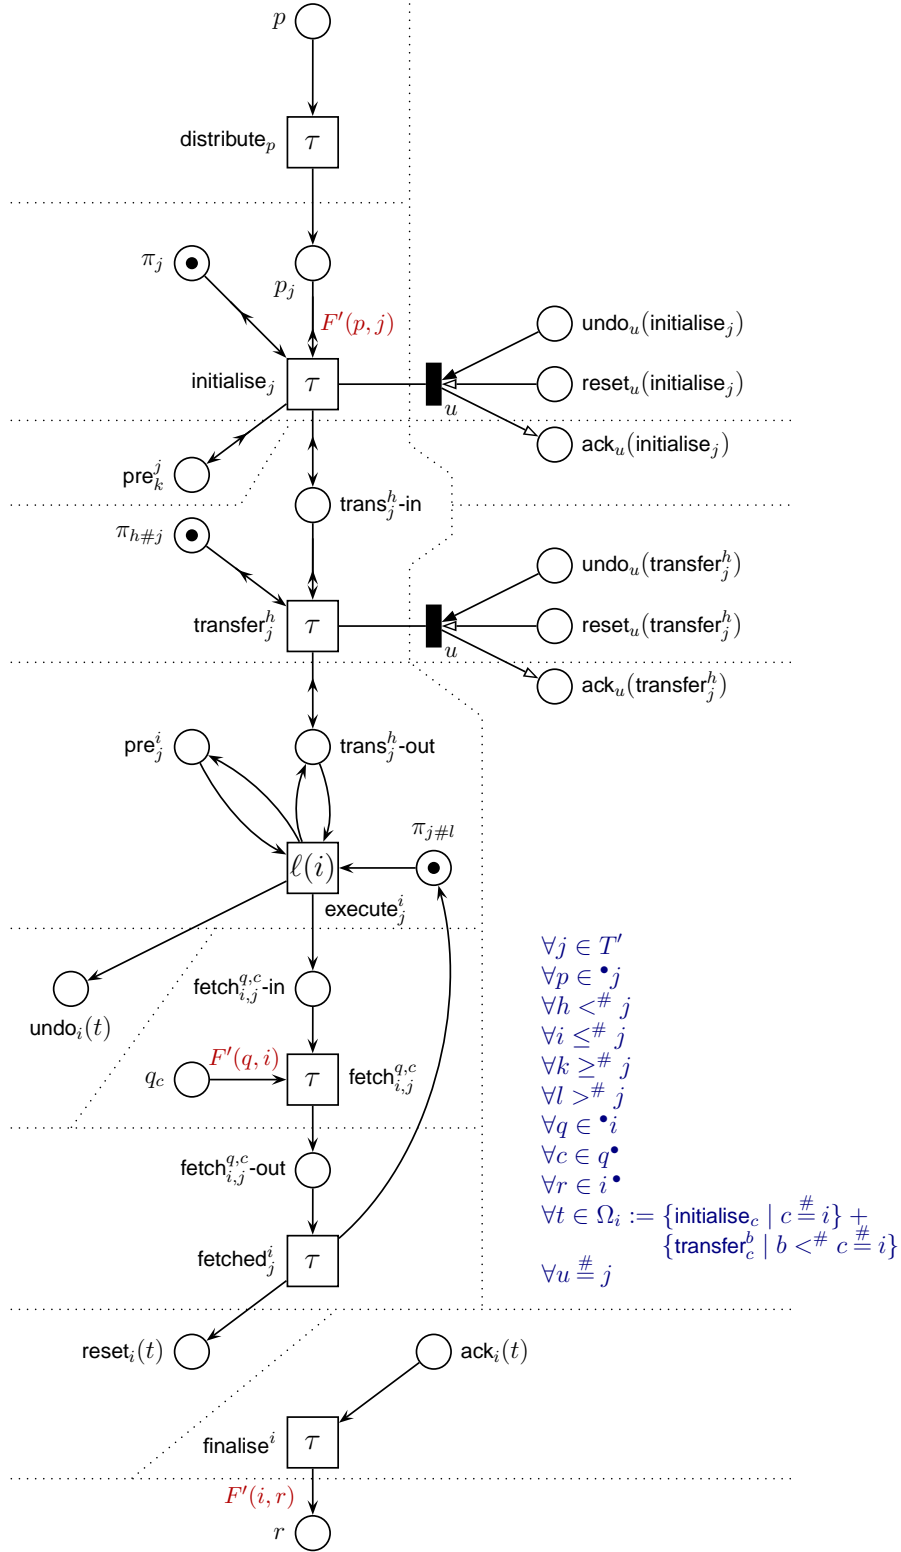 p
distribute_p τ
π_j
p_j
F′(p, j)
undo_u(initialise_j)
initialise_j τ reset_u(initialise_j)
u
ack_u(initialise_j)
pre^j_k
trans^h_j-in
π_{h#j}
undo_u(transfer^h_j)
transfer^h_j τ reset_u(transfer^h_j)
u
ack_u(transfer^h_j)
pre^i_j trans^h_j-out
π_{j#l}
ℓ(i)
execute^i_j
∀j ∈ T′
∀p ∈ •j
fetch^{q,c}_{i,j}-in
∀h <^# j
undo_i(t)
∀i ≤^# j
F′(q, i)
∀k ≥^# j
q_c τ fetch^{q,c}_{i,j}
∀l >^# j
∀q ∈ •i
∀c ∈ q•
fetch^{q,c}_{i,j}-out
∀r ∈ i•
∀t ∈ Ω_i := {initialise_c | c ≝^# i} +
{transfer^b_c | b <^# c =^# i}
fetched^i_j τ
∀u =^# j
reset_i(t) ack_i(t)
finalise^i τ
F′(i, r)
r